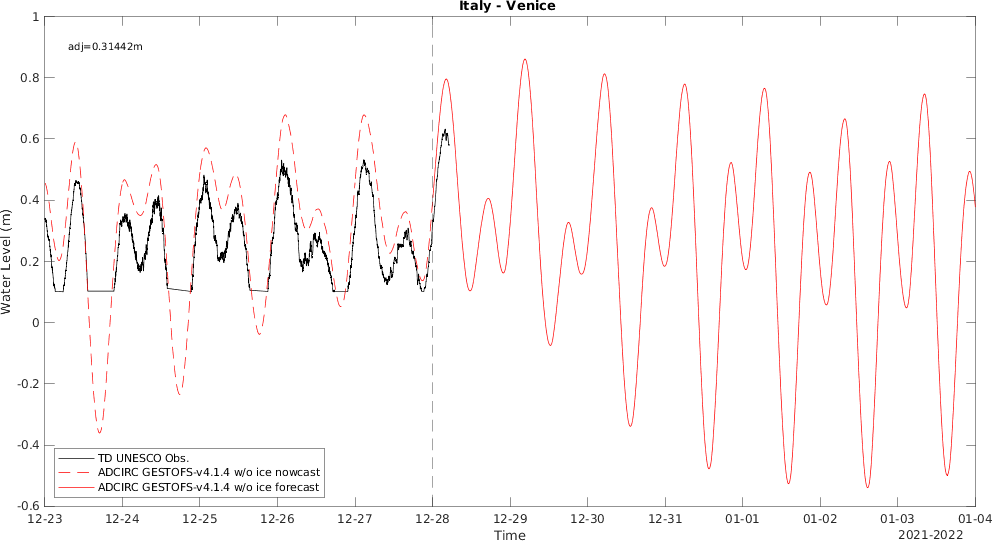 Italy - Venice
adj=0.31442m
Water Level (m)
1
0.8
0.6
0.4
0.2
0
-0.2
-0.4
-0.6
TD UNESCO Obs.
ADCIRC GESTOFS-v4.1.4 w/o ice nowcast
ADCIRC GESTOFS-v4.1.4 w/o ice forecast
12-23 12-24 12-25 12-26 12-27 12-28 12-29 12-30 12-31 01-01 01-02 01-03 01-04
Time
2021-2022